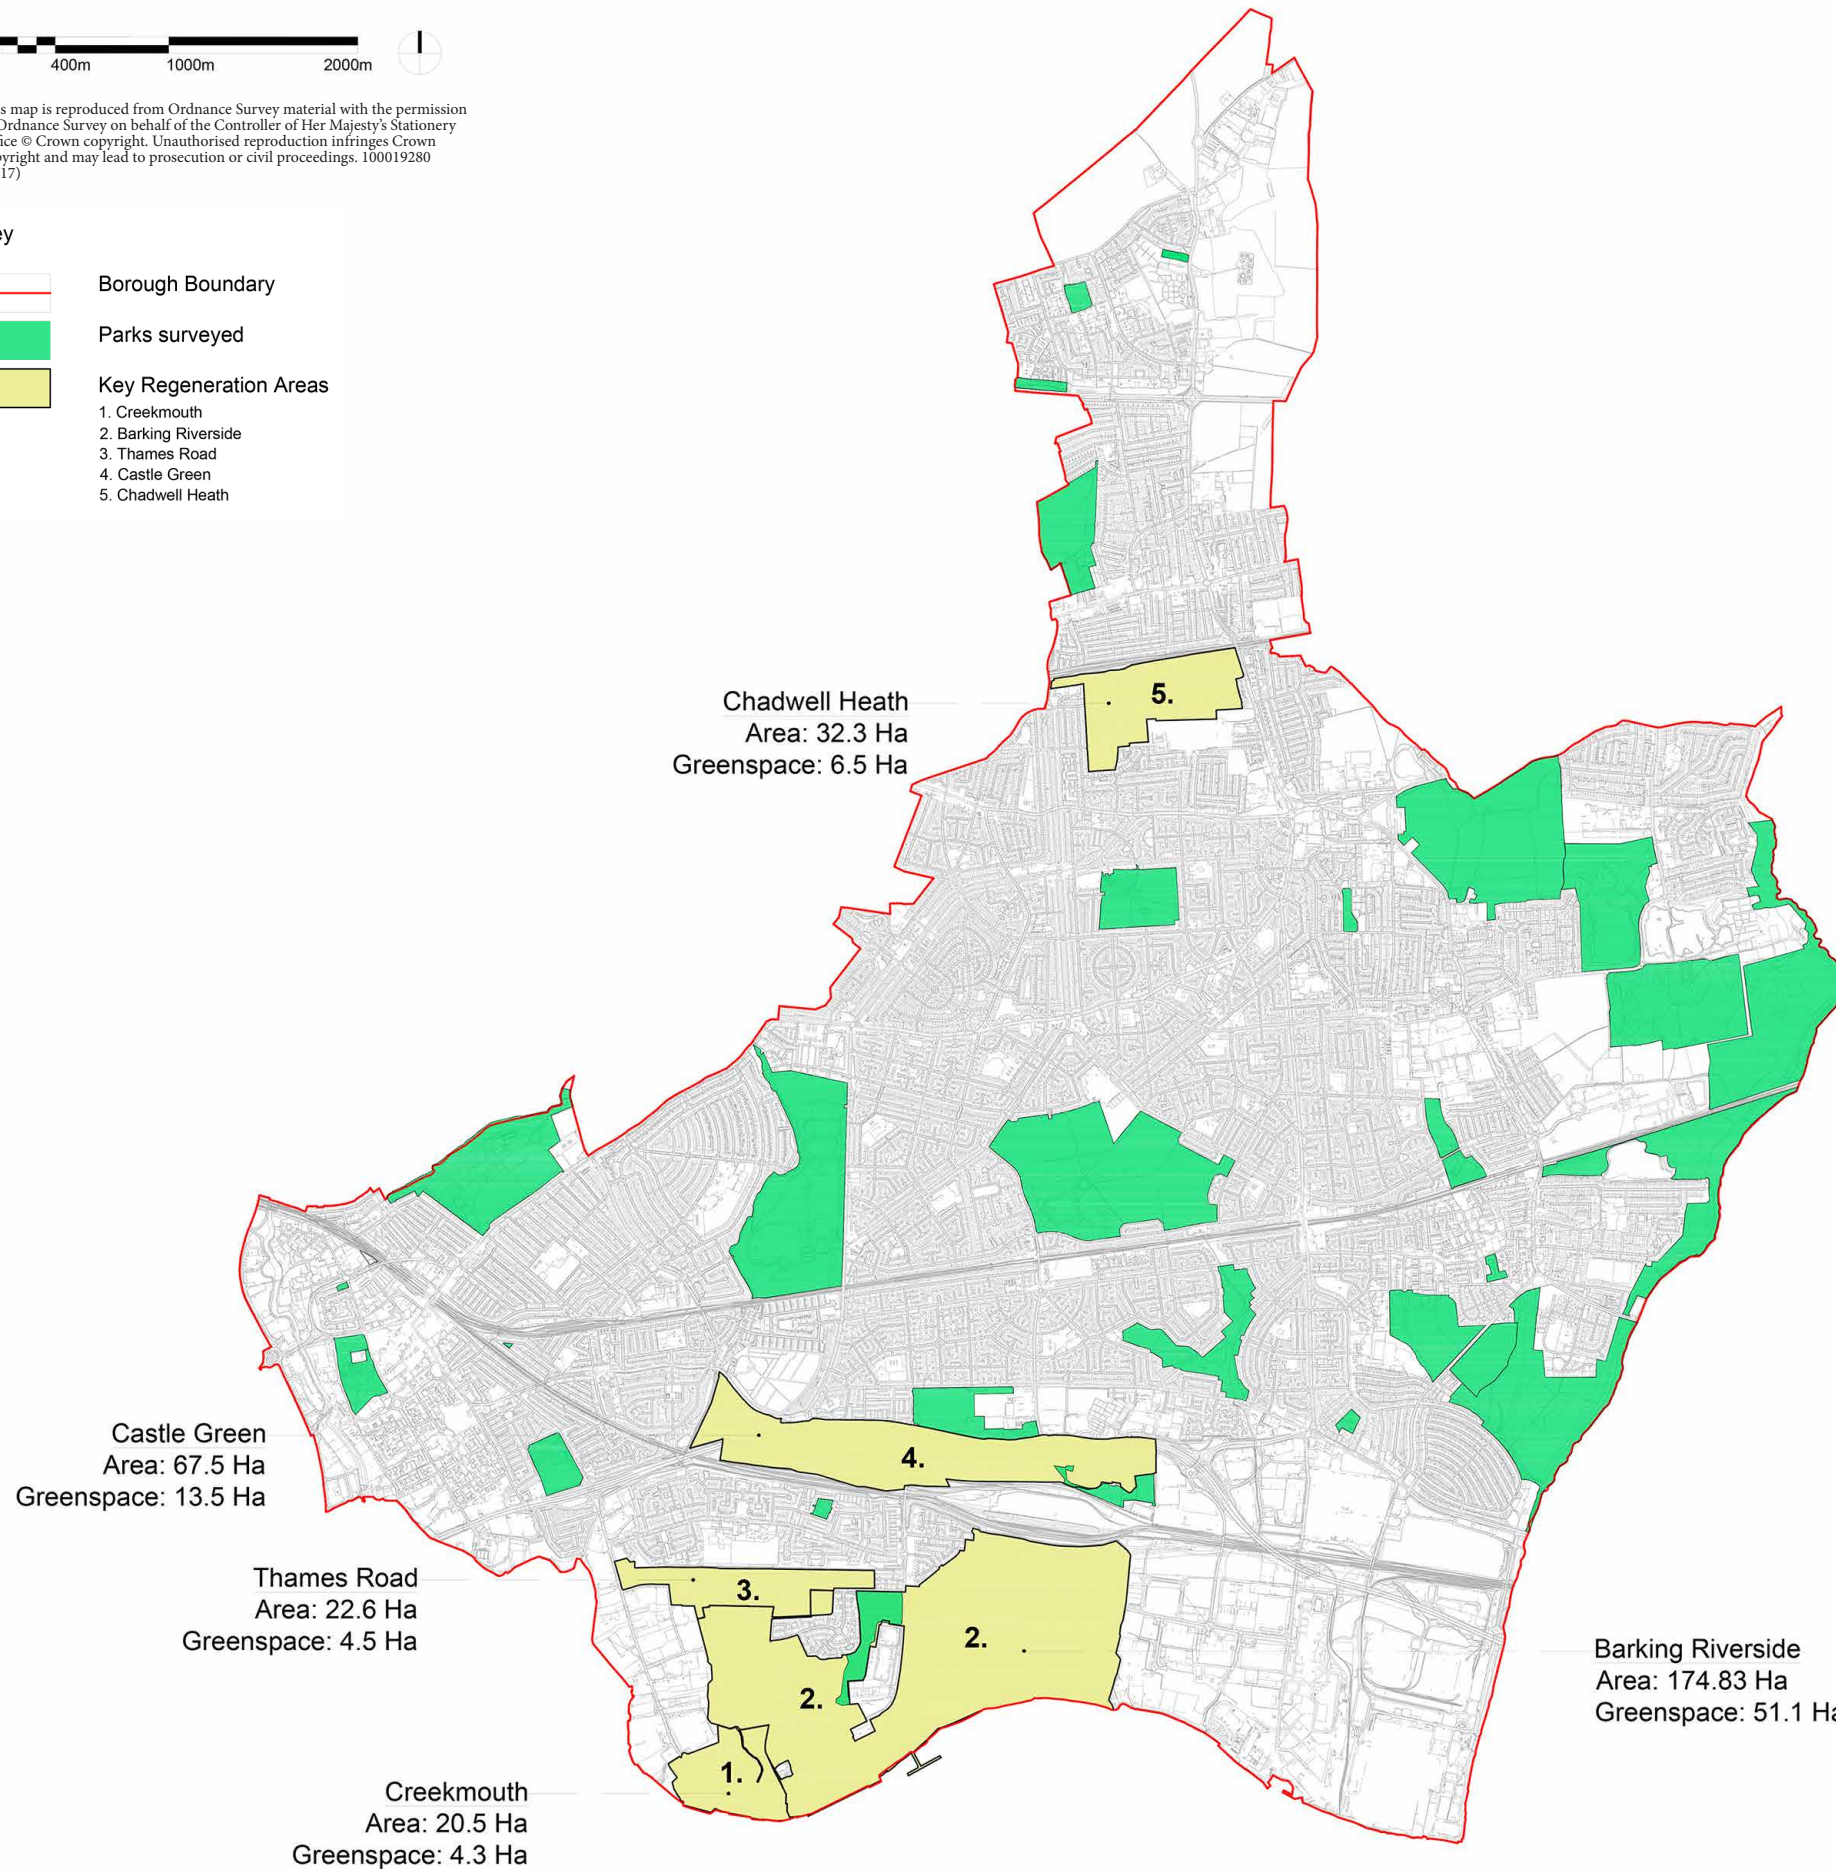 400m 1000m 2000m
s map is reproduced from Ordnance Survey material with the permission
Ordnance Survey on behalf of the Controller of Her Majesty's Stationery
fice © Crown copyright. Unauthorised reproduction infringes Crown
pyright and may lead to prosecution or civil proceedings. 100019280
17)
ey
Borough Boundary
Parks surveyed
Key Regeneration Areas
1. Creekmouth
2. Barking Riverside
3. Thames Road
4. Castle Green
5. Chadwell Heath
Chadwell Heath
Area: 32.3 Ha
Greenspace: 6.5 Ha
5.
Castle Green
Area: 67.5 Ha
Greenspace: 13.5 Ha
4.
Thames Road
Area: 22.6 Ha
Greenspace: 4.5 Ha
3.
2.
2.
Barking Riverside
Area: 174.83 Ha
Greenspace: 51.1 Ha
1.
Creekmouth
Area: 20.5 Ha
Greenspace: 4.3 Ha